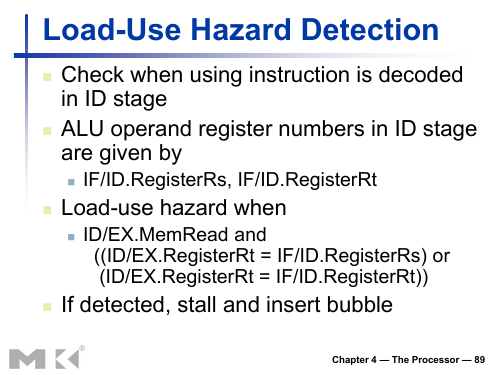 Load-Use Hazard Detection
Check when using instruction is decoded
in ID stage
ALU operand register numbers in ID stage
are given by
IF/ID.RegisterRs, IF/ID.RegisterRt
Load-use hazard when
ID/EX.MemRead and
((ID/EX.RegisterRt = IF/ID.RegisterRs) or
(ID/EX.RegisterRt = IF/ID.RegisterRt))
If detected, stall and insert bubble
MK®
Chapter 4 — The Processor — 89